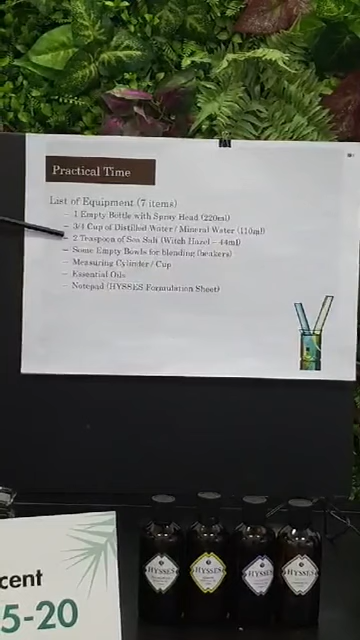 Practical Time
List of Equipment (7 items)
– 1 Empty Bottle with Spray Head (220ml)
– 3/4 Cup of Distilled Water / Mineral Water (110ml)
– 2 Teaspoon of Sea Salt (Witch Hazel – 44ml)
– Some Empty Bowls for blending (beakers)
– Measuring Cylinder / Cup
– Essential Oils
– Notepad (HYSSES Formulation Sheet)
cent
5-20
HYSSES
HYSSES
HYSSES
HYSSES